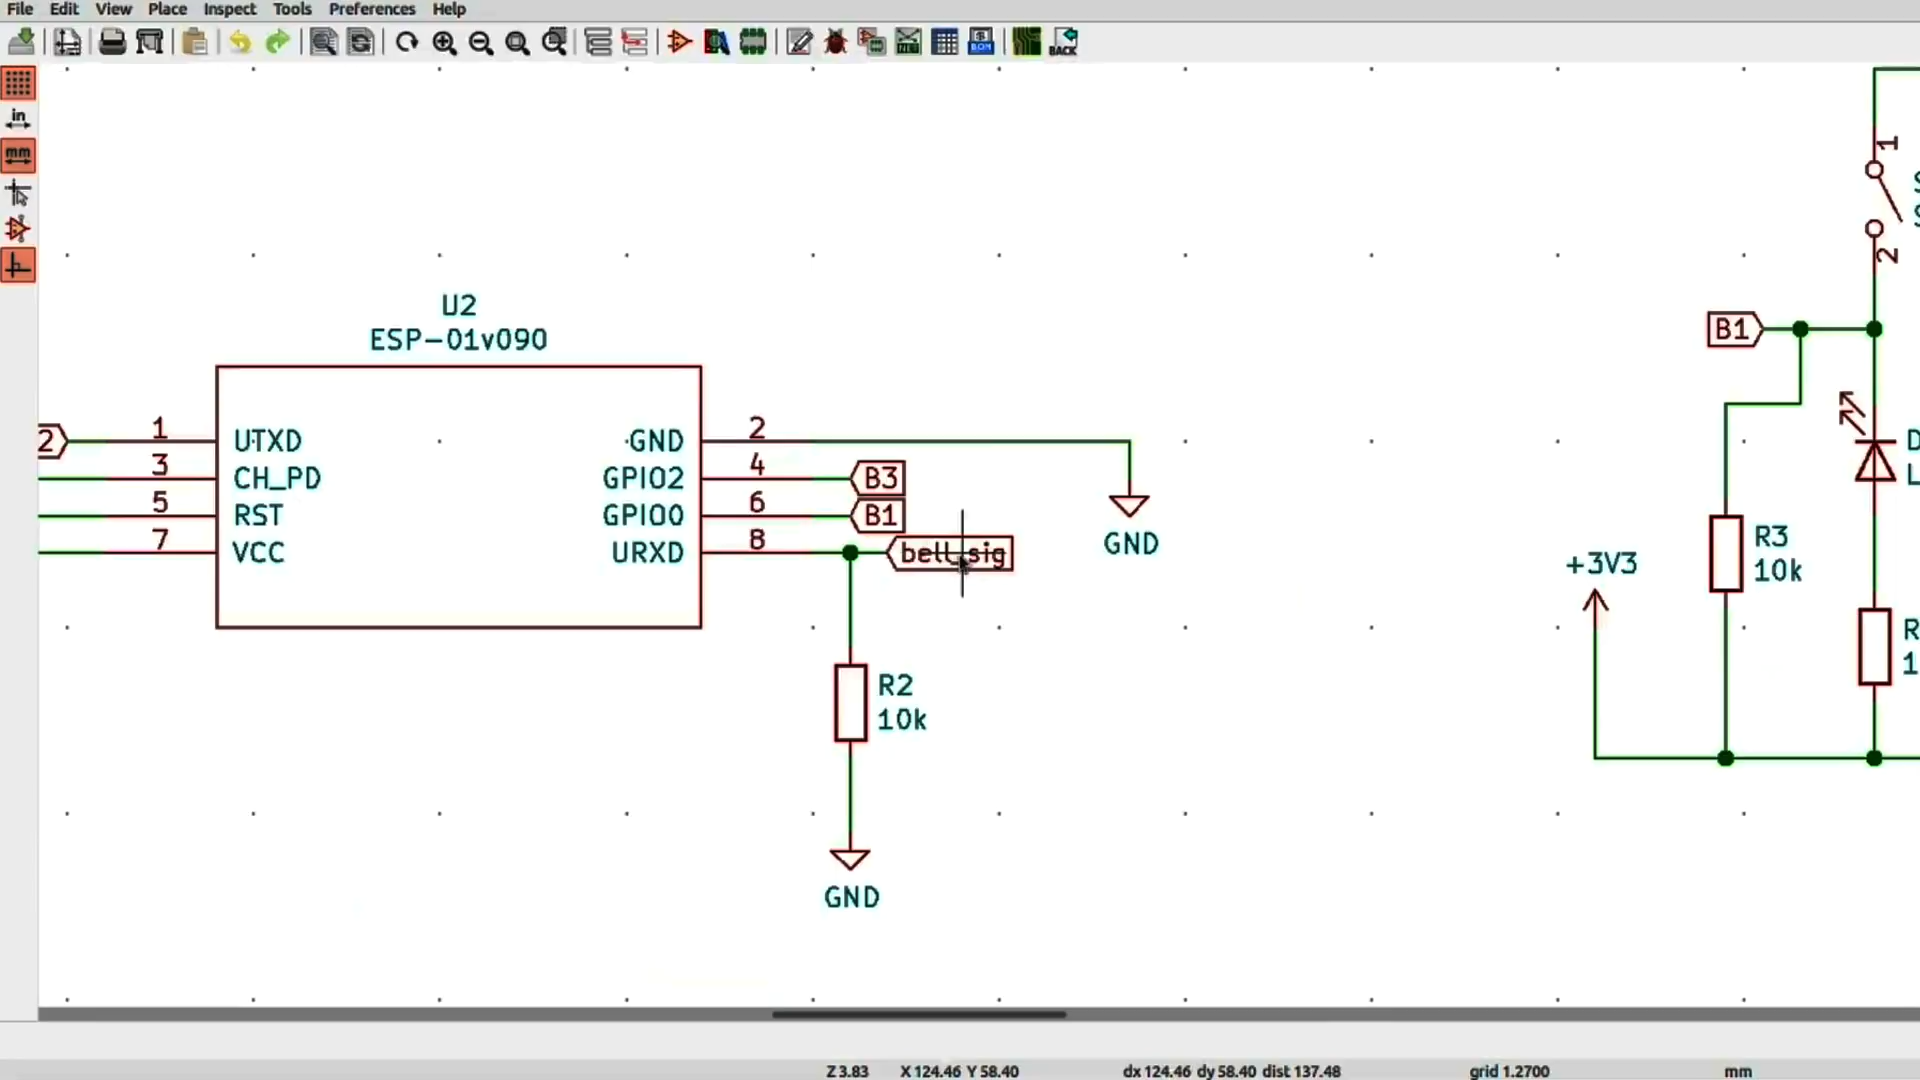 File Edit View Place Inspect Tools Preferences Help
BOM BACK
in
mm
1
2
B1
U2
ESP-01v090
2 1 UTXD GND 2
3 CH_PD GPIO2 4 B3
5 RST GPIO0 6 B1
7 VCC URXD 8 bell_sig
GND
+3V3
R3
10k
R2
10k
GND
Z 3.83 X 124.46 Y 58.40 dx 124.46 dy 58.40 dist 137.48 grid 1.2700 mm